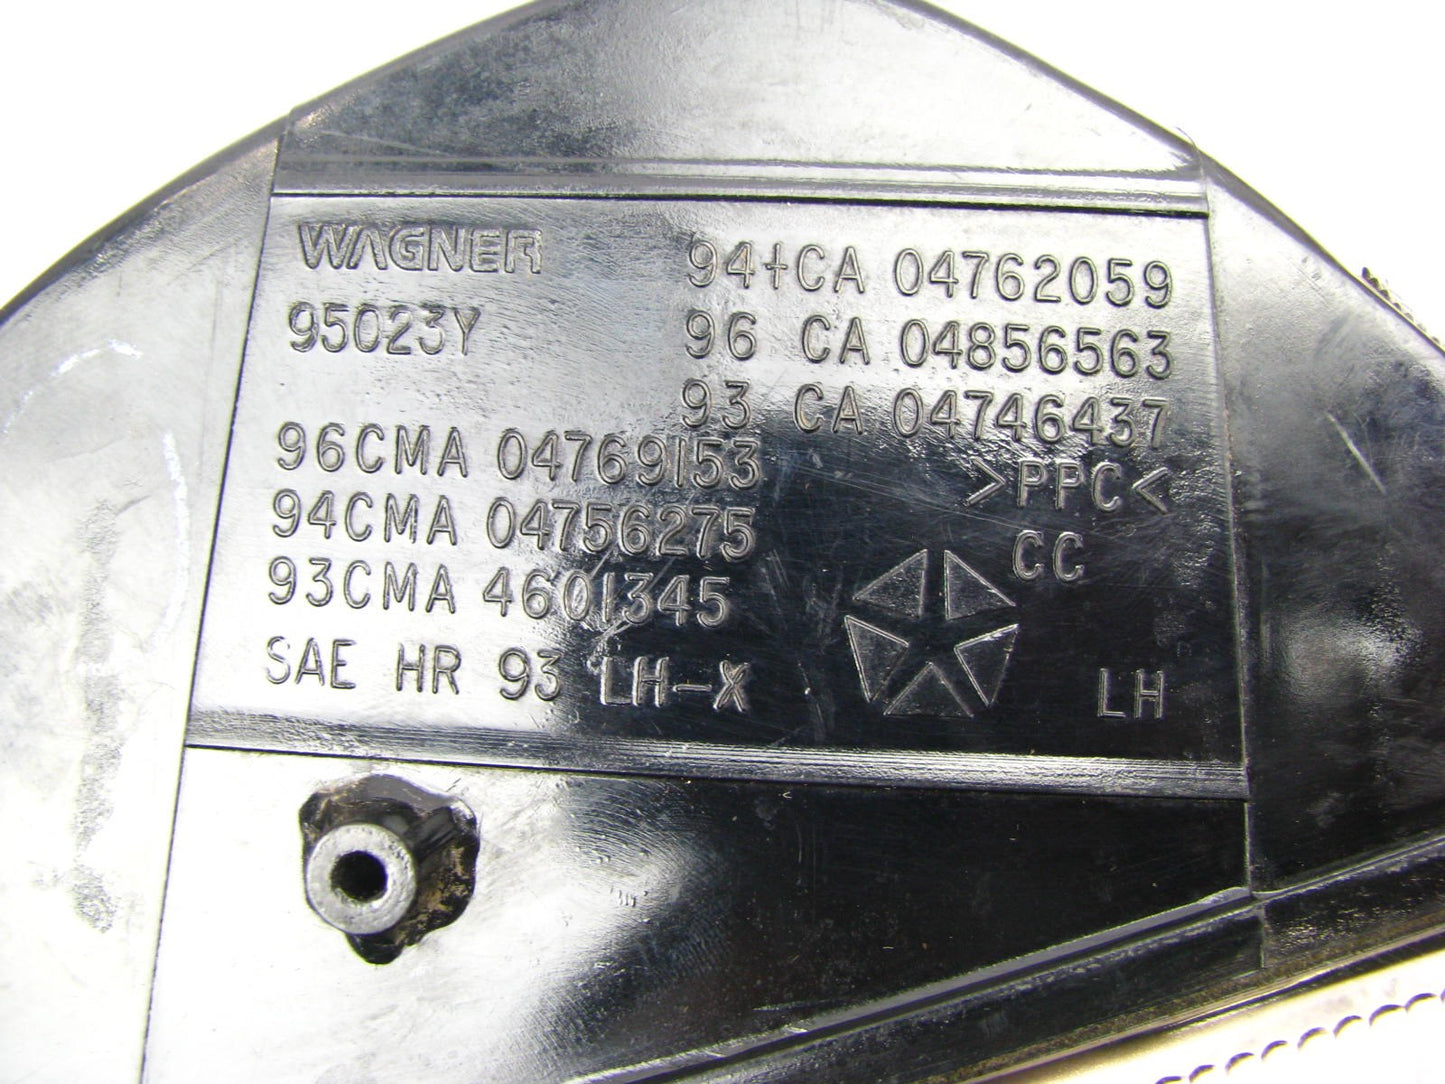 WAGNER
95023Y
94+CA 04762059
96 CA 04856563
93 CA 04746437
96CMA 04769153
94CMA 04756275
93CMA 4601345
>PPC<
CC
SAE HR 93 LH-X
LH